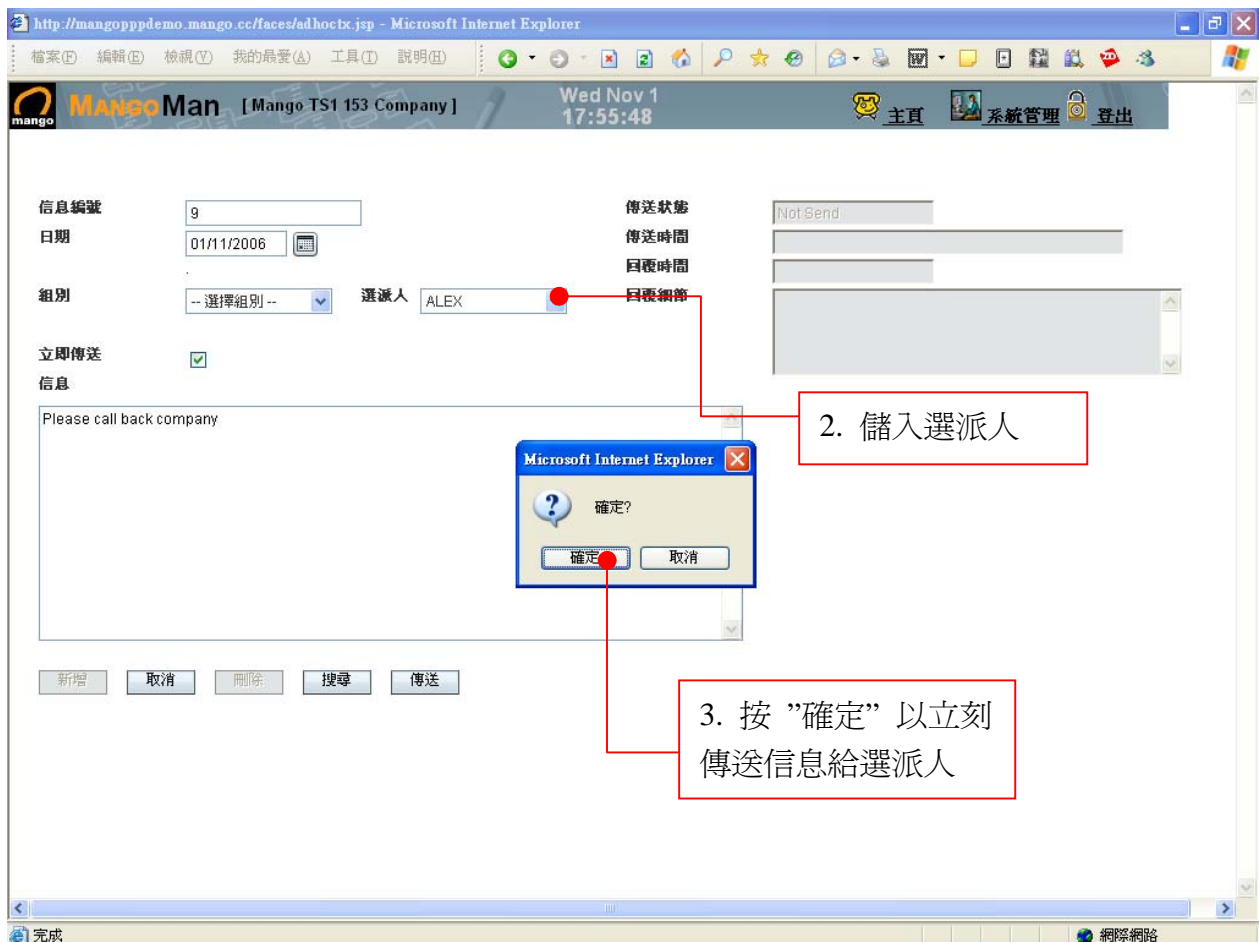 http://mangopppdemo.mango.cc/faces/adhoctx.jsp - Microsoft Internet Explorer
檔案(F) 編輯(E) 檢視(V) 我的最愛(A) 工具(T) 說明(H)
mango
MANGO Man [ Mango TS1 153 Company ]
Wed Nov 1
17:55:48
主頁 系統管理 登出
信息編號 9 傳送狀態 Not Send
日期 01/11/2006 傳送時間
.
回覆時間
組別 -- 選擇組別 -- 選派人 ALEX 回覆細節
立即傳送
信息
Please call back company
2. 儲入選派人
Microsoft Internet Explorer
確定?
確定 取消
新增 取消 刪除 搜尋 傳送
3. 按 ”確定” 以立刻
傳送信息給選派人
完成 網際網路